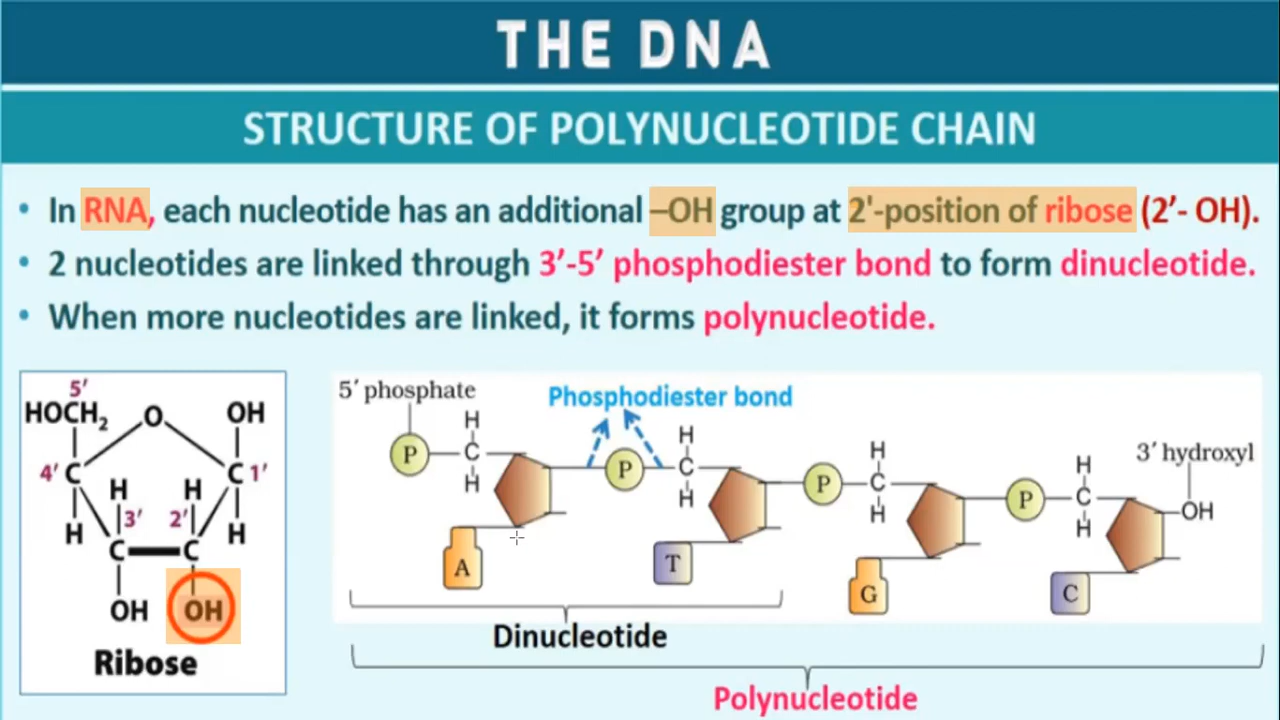 THE DNA
STRUCTURE OF POLYNUCLEOTIDE CHAIN
• In RNA, each nucleotide has an additional –OH group at 2'-position of ribose (2′- OH).
• 2 nucleotides are linked through 3′-5′ phosphodiester bond to form dinucleotide.
• When more nucleotides are linked, it forms polynucleotide.
5′
HOCH2 O OH
4′ C C 1′
H H
H 3′ 2′ H
C C
OH OH
Ribose
5′ phosphate
Phosphodiester bond
P H C H
P H C H
P H C H
P H C H
3′ hydroxyl
OH
A T G C
Dinucleotide
Polynucleotide